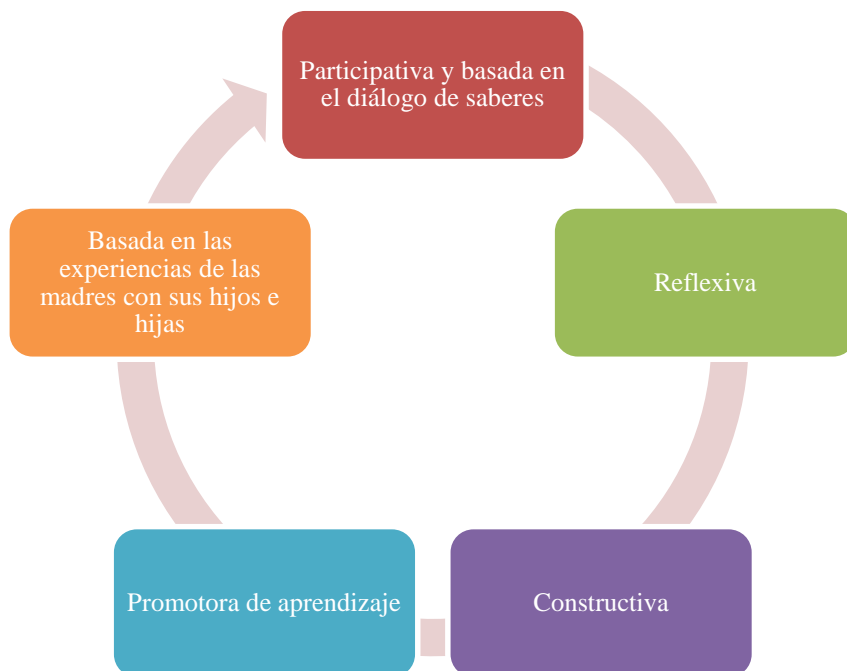 Participativa y basada en
el diálogo de saberes
Reflexiva
Constructiva
Promotora de aprendizaje
Basada en las
experiencias de las
madres con sus hijos e
hijas